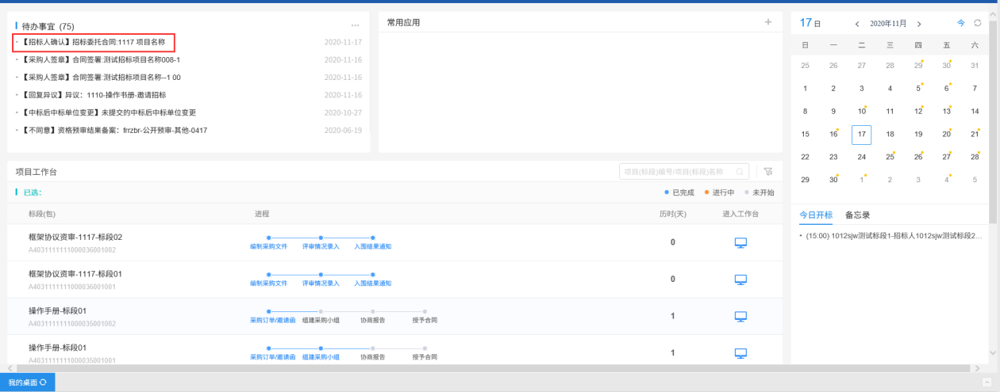 待办事宜 (75)
【招标人确认】招标委托合同:1117 项目名称 2020-11-17
【采购人签章】合同签署:测试招标项目名称008-1 2020-11-16
【采购人签章】合同签署:测试招标项目名称--1 00 2020-11-16
【回复异议】异议：1110-操作书册-邀请招标 2020-11-16
【中标后中标单位变更】未提交的中标后中标单位变更 2020-10-27
【不同意】资格预审结果备案：frrzbr-公开预审-其他-0417 2020-06-19
常用应用
17日 2020年11月 今
日 一 二 三 四 五 六
25 26 27 28 29 30 31
1 2 3 4 5 6 7
8 9 10 11 12 13 14
15 16 17 18 19 20 21
22 23 24 25 26 27 28
29 30 1 2 3 4 5
今日开标 备忘录
(15:00) 1012sjw测试标段1-招标人1012sjw测试标段2...
项目工作台 项目(标段)编号/项目(标段)名称
已选： 已完成 进行中 未开始
标段(包) 进程 历时(天) 进入工作台
框架协议资审-1117-标段02
A4031111111000036001002
编制采购文件 评审情况录入 入围结果通知 0
框架协议资审-1117-标段01
A4031111111000036001001
编制采购文件 评审情况录入 入围结果通知 0
操作手册-标段01
A4031111111000035001002
采购订单/邀请函 组建采购小组 协商报告 授予合同 1
操作手册-标段01
A4031111111000035001001
采购订单/邀请函 组建采购小组 协商报告 授予合同 1
我的桌面